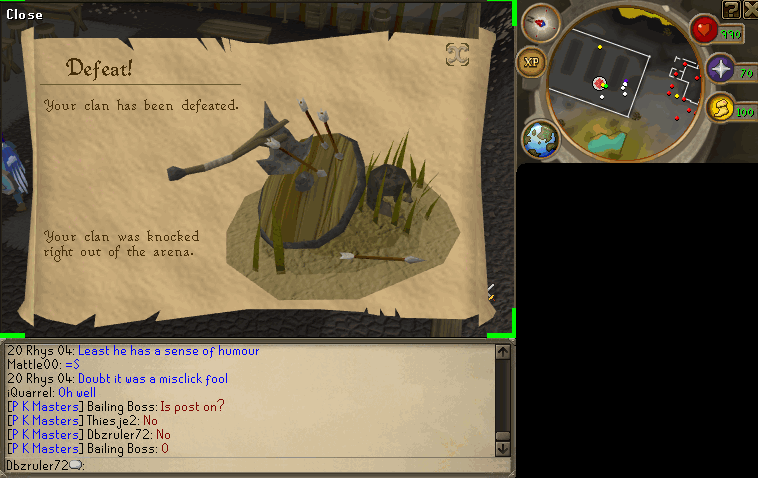 Close
Defeat!
Your clan has been defeated.
Your clan was knocked
right out of the arena.
?
990
XP
70
100
20 Rhys 04: Least he has a sense of humour
Mattle00: =S
20 Rhys 04: Doubt it was a misclick fool
iQuarrel: Oh well
[P K Masters] Bailing Boss: Is post on?
[P K Masters] Thiesje2: No
[P K Masters] Dbzruler72: No
[P K Masters] Bailing Boss: O
Dbzruler72: